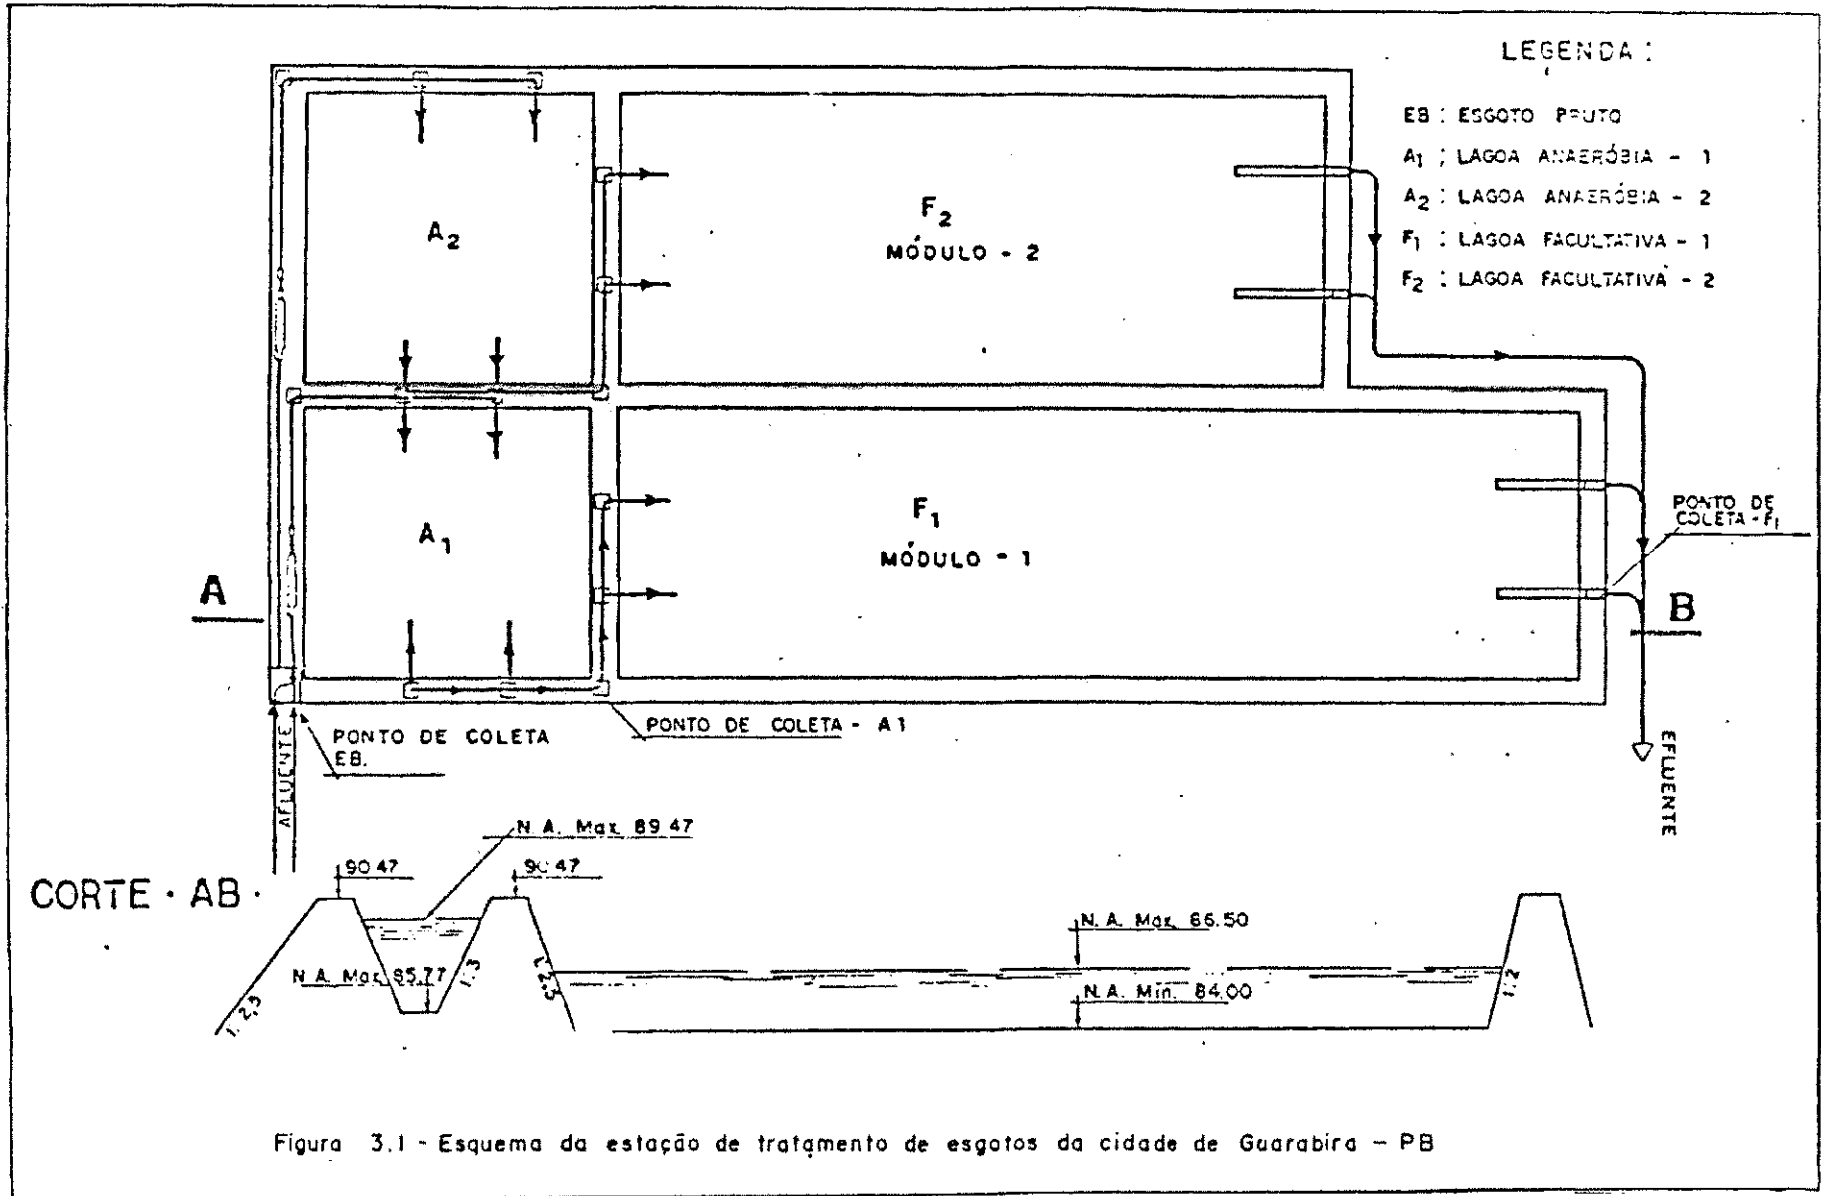 LEGENDA :
EB : ESGOTO BRUTO
A1 : LAGOA ANAERÓBIA - 1
A2 : LAGOA ANAERÓBIA - 2
F1 : LAGOA FACULTATIVA - 1
F2 : LAGOA FACULTATIVA - 2
A2
F2
MÓDULO - 2
A1
F1
MÓDULO - 1
PONTO DE
COLETA - F1
A
B
AFLUENTE
PONTO DE COLETA
EB.
PONTO DE COLETA - A1
EFLUENTE
CORTE · AB ·
N.A. Max 89.47
90.47
90.47
N.A. Max 85.77
1:2,3
1:3
1:2,5
N.A. Max 86.50
N.A. Min. 84.00
1:2
Figura 3.1 - Esquema da estação de tratamento de esgotos da cidade de Guarabira - PB